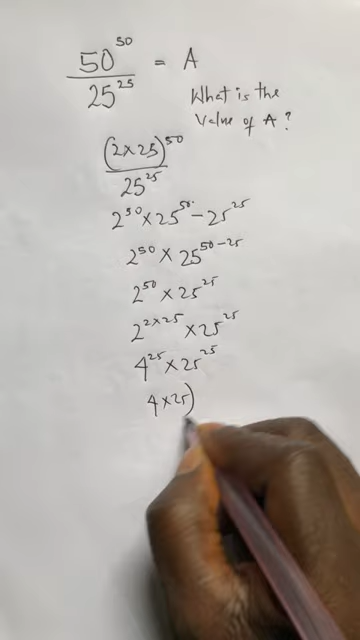 50^50 / 25^25 = A
What is the
value of A?
(2×25)^50 / 25^25
2^50 × 25^50 - 25^25
2^50 × 25^50-25
2^50 × 25^25
2^2×25 × 25^25
4^25 × 25^25
4×25)